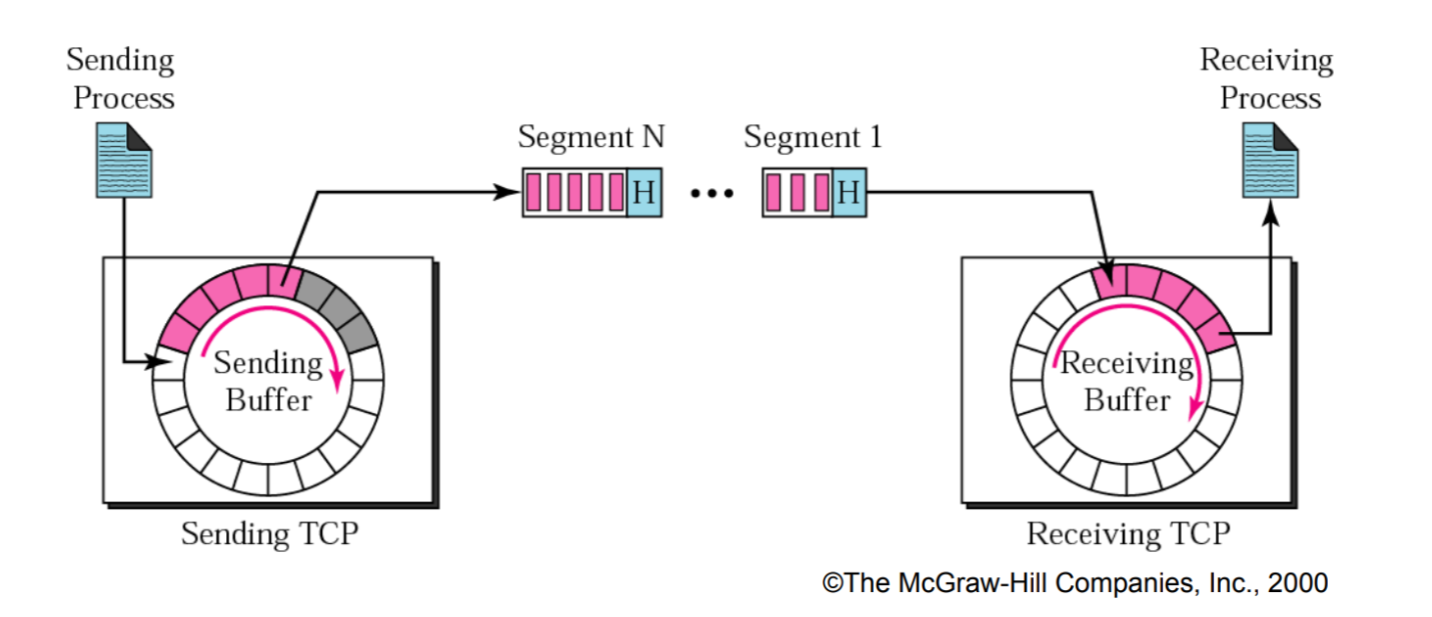 Sending
Process
Receiving
Process
Segment N
Segment 1
H
H
Sending
Buffer
Receiving
Buffer
Sending TCP
Receiving TCP
©The McGraw-Hill Companies, Inc., 2000